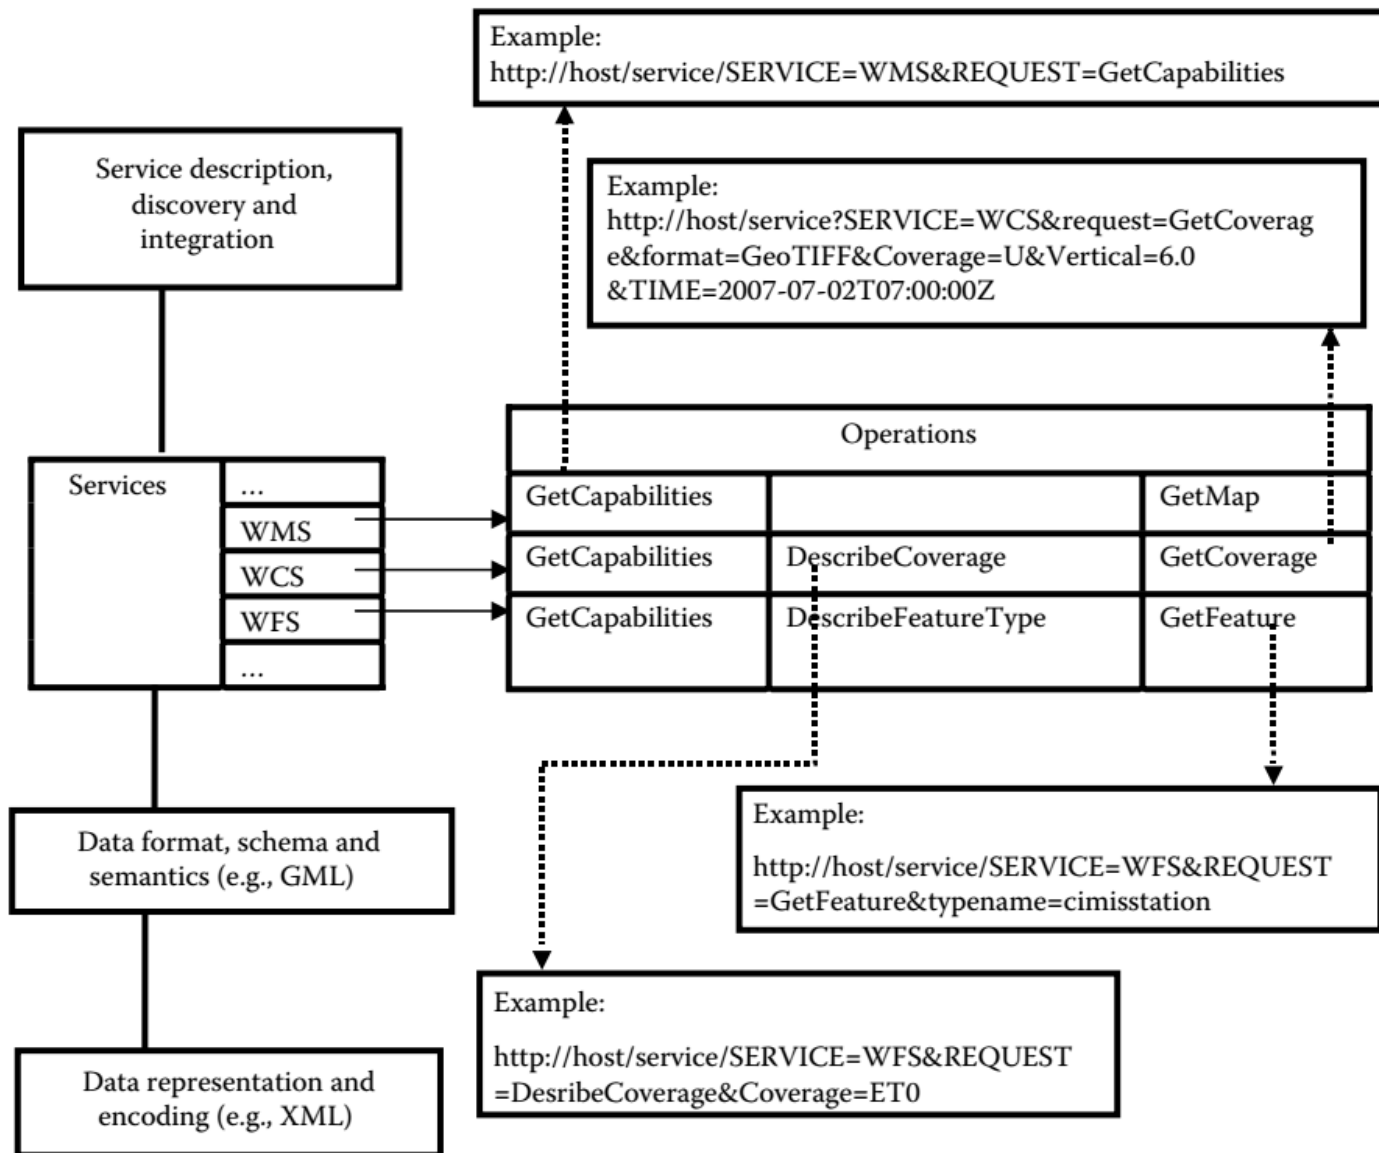 Example:
http://host/service/SERVICE=WMS&REQUEST=GetCapabilities
Service description,
discovery and
integration
Example:
http://host/service?SERVICE=WCS&request=GetCoverag
e&format=GeoTIFF&Coverage=U&Vertical=6.0
&TIME=2007-07-02T07:00:00Z
Operations
Services
...
WMS
WCS
WFS
...
GetCapabilities
GetMap
GetCapabilities
DescribeCoverage
GetCoverage
GetCapabilities
DescribeFeatureType
GetFeature
Data format, schema and
semantics (e.g., GML)
Example:
http://host/service/SERVICE=WFS&REQUEST
=GetFeature&typename=cimisstation
Example:
http://host/service/SERVICE=WFS&REQUEST
=DesribeCoverage&Coverage=ET0
Data representation and
encoding (e.g., XML)